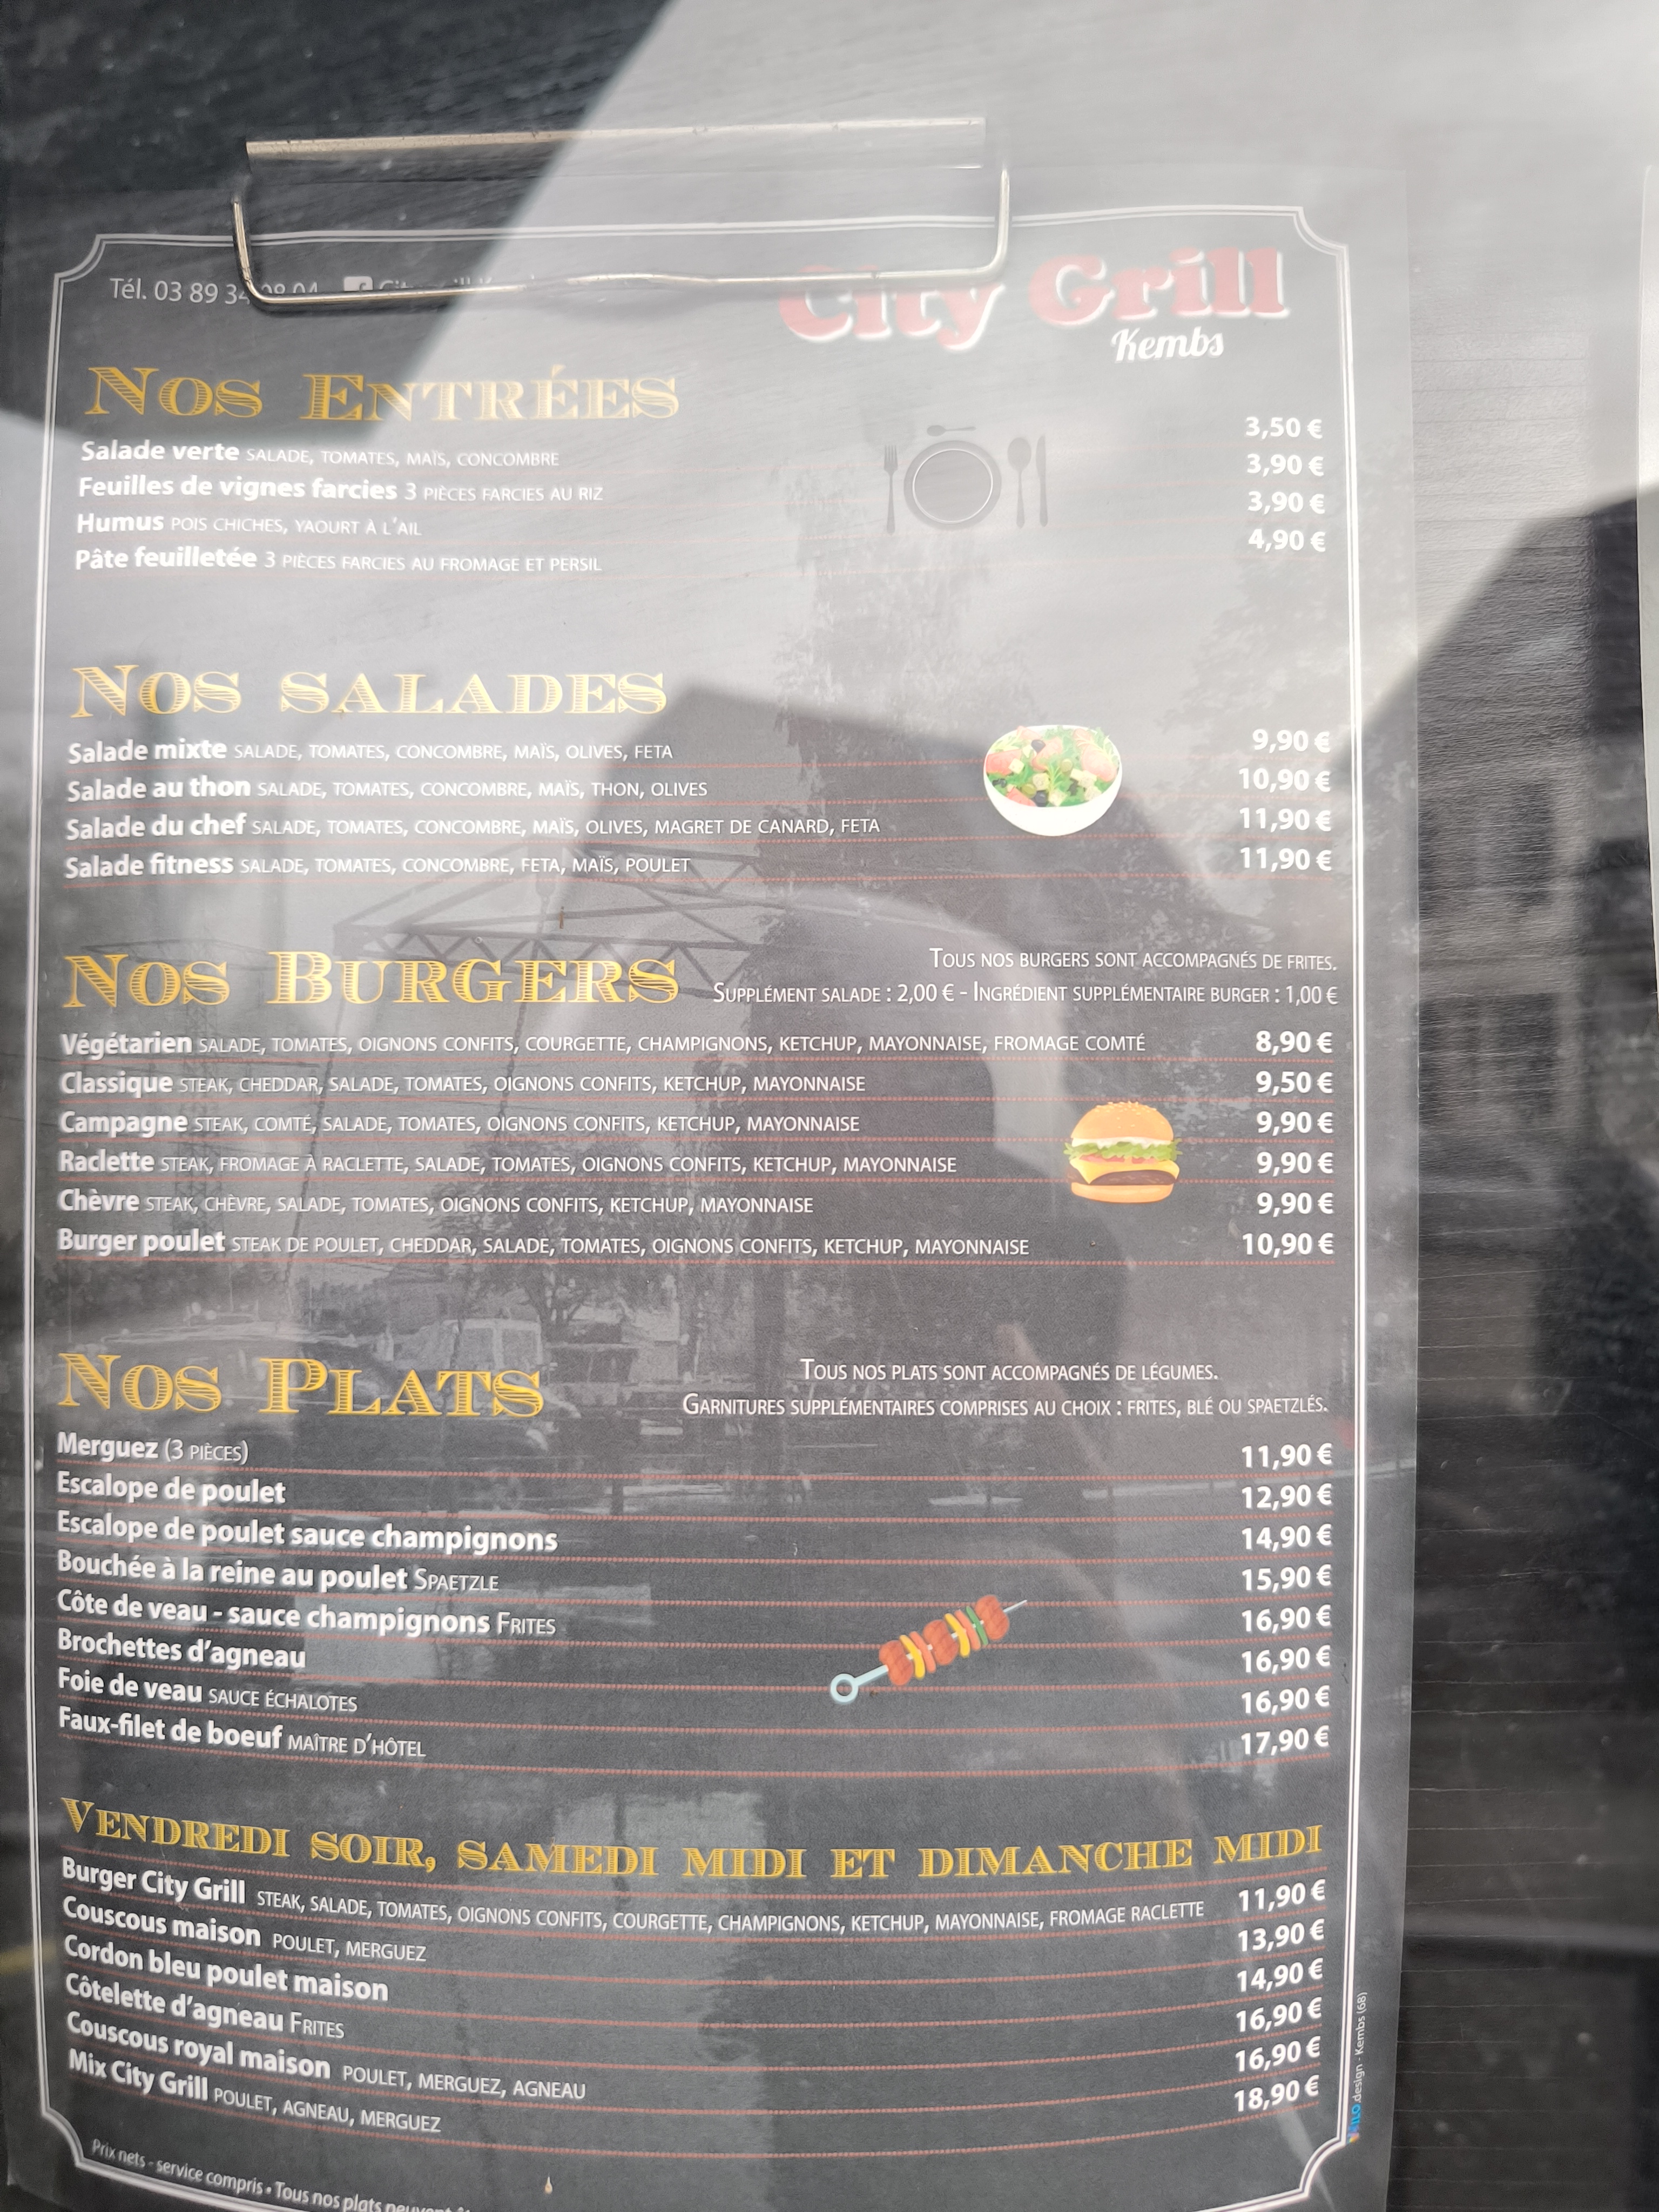 Tél. 03 89 34
City Grill
Kembs
Nos Entrées
Salade verte salade, tomates, maïs, concombre 3,50 €
Feuilles de vignes farcies 3 pièces farcies au riz 3,90 €
Humus pois chiches, yaourt à l'ail 3,90 €
Pâte feuilletée 3 pièces farcies au fromage et persil 4,90 €
Nos salades
Salade mixte salade, tomates, concombre, maïs, olives, feta 9,90 €
Salade au thon salade, tomates, concombre, maïs, thon, olives 10,90 €
Salade du chef salade, tomates, concombre, maïs, olives, magret de canard, feta 11,90 €
Salade fitness salade, tomates, concombre, feta, maïs, poulet 11,90 €
Nos Burgers
Tous nos burgers sont accompagnés de frites.
Supplément salade : 2,00 € - Ingrédient supplémentaire burger : 1,00 €
Végétarien salade, tomates, oignons confits, courgette, champignons, ketchup, mayonnaise, fromage comté 8,90 €
Classique steak, cheddar, salade, tomates, oignons confits, ketchup, mayonnaise 9,50 €
Campagne steak, comté, salade, tomates, oignons confits, ketchup, mayonnaise 9,90 €
Raclette steak, fromage à raclette, salade, tomates, oignons confits, ketchup, mayonnaise 9,90 €
Chèvre steak, chèvre, salade, tomates, oignons confits, ketchup, mayonnaise 9,90 €
Burger poulet steak de poulet, cheddar, salade, tomates, oignons confits, ketchup, mayonnaise 10,90 €
Nos Plats
Tous nos plats sont accompagnés de légumes.
Garnitures supplémentaires comprises au choix : frites, blé ou spaetzlés.
Merguez (3 pièces) 11,90 €
Escalope de poulet 12,90 €
Escalope de poulet sauce champignons 14,90 €
Bouchée à la reine au poulet Spaetzle 15,90 €
Côte de veau - sauce champignons Frites 16,90 €
Brochettes d'agneau 16,90 €
Foie de veau sauce échalotes 16,90 €
Faux-filet de boeuf maître d'hôtel 17,90 €
Vendredi soir, samedi midi et dimanche midi
Burger City Grill steak, salade, tomates, oignons confits, courgette, champignons, ketchup, mayonnaise, fromage raclette 11,90 €
Couscous maison poulet, merguez 13,90 €
Cordon bleu poulet maison 14,90 €
Côtelette d'agneau Frites 16,90 €
Couscous royal maison poulet, merguez, agneau 16,90 €
Mix City Grill poulet, agneau, merguez 18,90 €
Prix nets - service compris • Tous nos plats peuvent
design - Kembs (68)